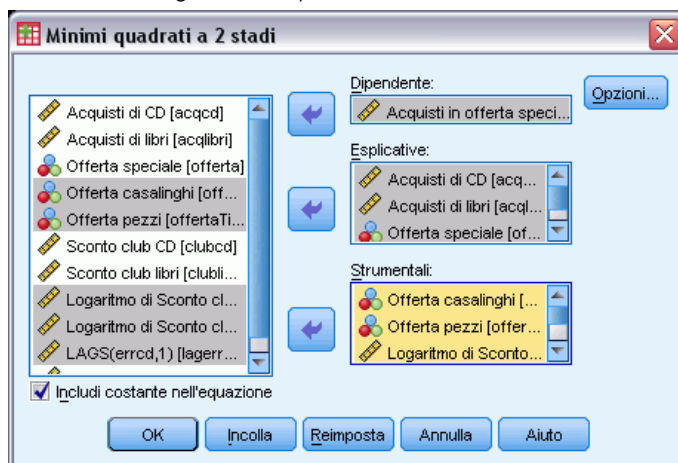 Minimi quadrati a 2 stadi
Acquisti di CD [acqcd]
Acquisti di libri [acqlibri]
Offerta speciale [offerta]
Offerta casalinghi [off...
Offerta pezzi [offertaTi...
Sconto club CD [clubcd]
Sconto club libri [clubli...
Logaritmo di Sconto cl...
Logaritmo di Sconto cl...
LAGS(errcd,1) [lagerr...
Includi costante nell'equazione
Dipendente:
Acquisti in offerta speci...
Opzioni...
Esplicative:
Acquisti di CD [acq...
Acquisti di libri [acql...
Offerta speciale [of...
Strumentali:
Offerta casalinghi [...
Offerta pezzi [offer...
Logaritmo di Sconto...
OK Incolla Reimposta Annulla Aiuto